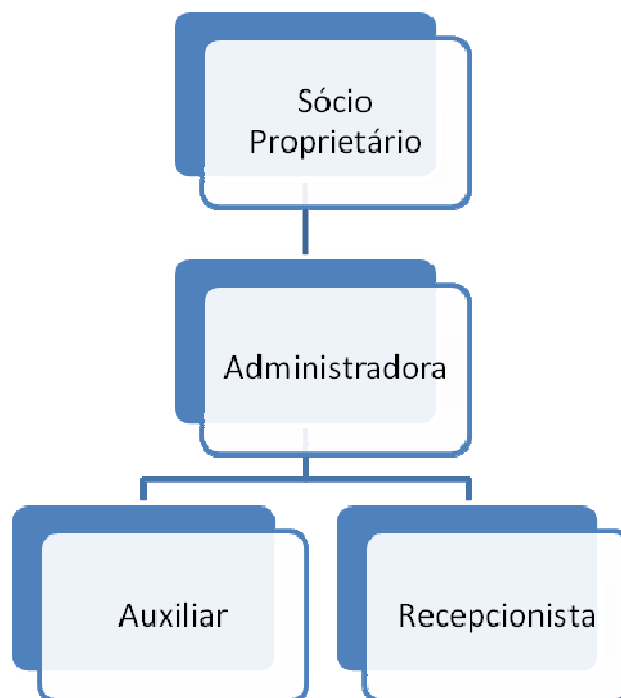 Sócio
Proprietário
Administradora
Auxiliar
Recepcionista